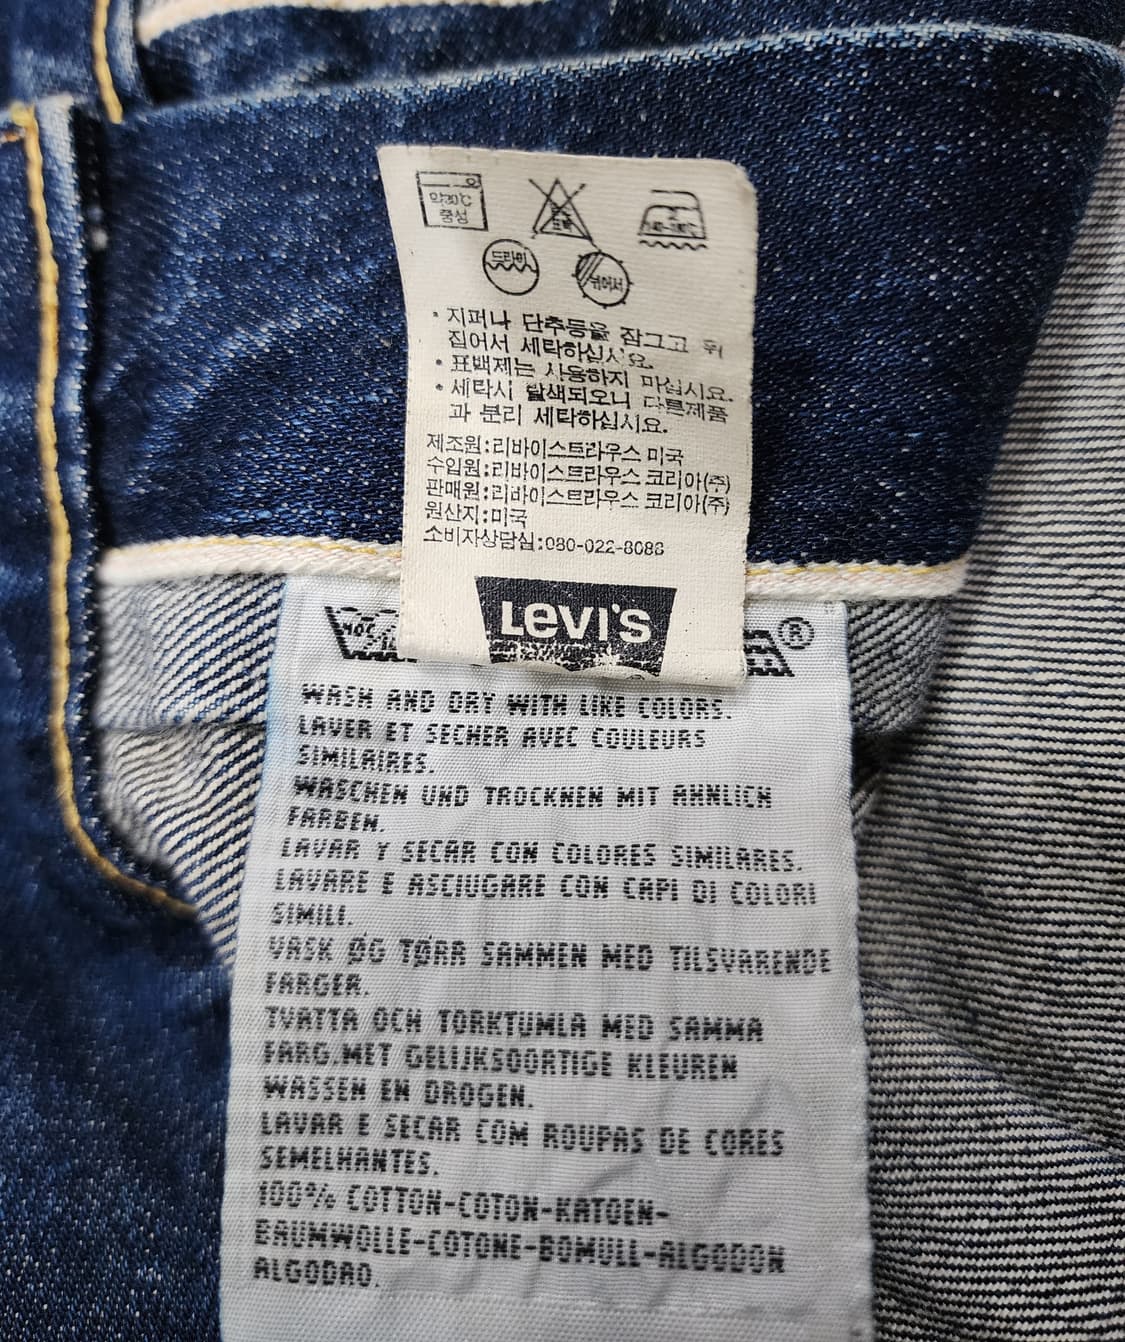 약30℃
중성
드라이
뉘어서
• 지퍼나 단추등을 잠그고 뒤
집어서 세탁하십시요.
• 표백제는 사용하지 마십시요.
• 세탁시 탈색되오니 다른제품
과 분리 세탁하십시요.
제조원:리바이스트라우스 미국
수입원:리바이스트라우스 코리아(주)
판매원:리바이스트라우스 코리아(주)
원산지:미국
소비자상담실:080-022-8088
LEVI'S
®
WASH AND DRY WITH LIKE COLORS.
LAVER ET SECHER AVEC COULEURS
SIMILAIRES.
WASCHEN UND TROCKNEN MIT AHNLICH
FARBEN.
LAVAR Y SECAR CON COLORES SIMILARES.
LAVARE E ASCIUGARE CON CAPI DI COLORI
SIMILI.
VASK ØG TØRR SAMMEN MED TILSVARENDE
FARGER.
TVATTA OCH TORKTUMLA MED SAMMA
FARG.MET GELIJKSOORTIGE KLEUREN
WASSEN EN DROGEN.
LAVAR E SECAR COM ROUPAS DE CORES
SEMELHANTES.
100% COTTON-COTON-KATOEN-
BAUMWOLLE-COTONE-BOMULL-ALGODON
ALGODAO.